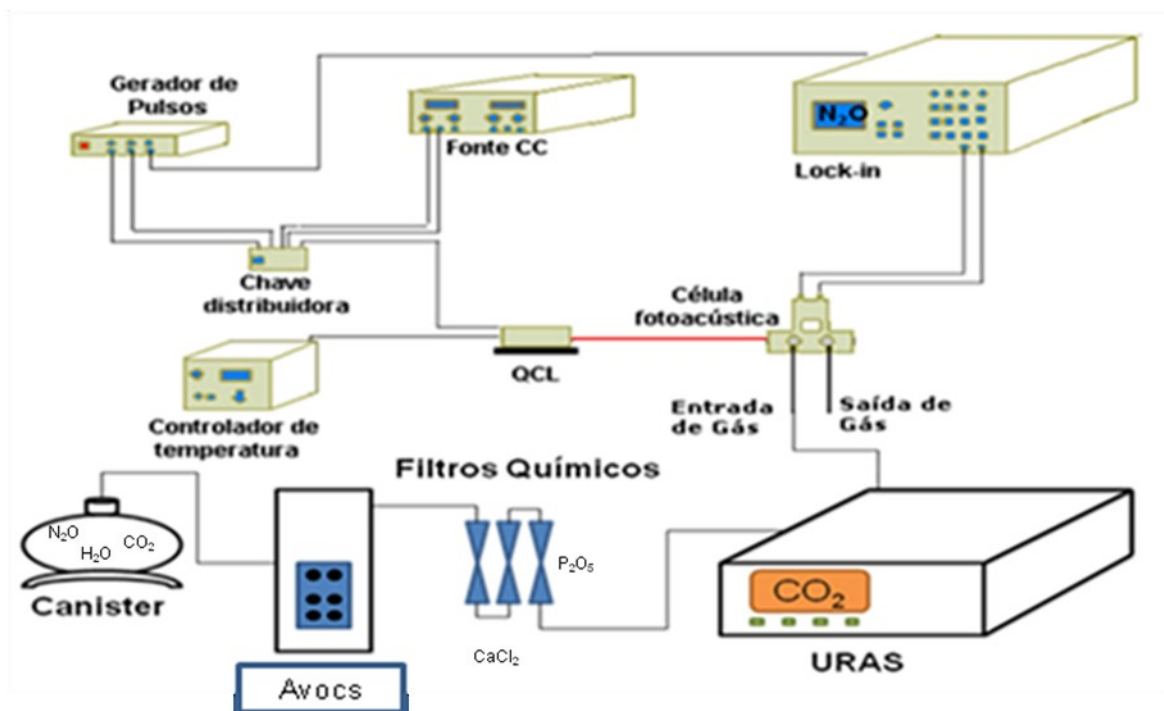 Gerador de
Pulsos
Fonte CC
N₂O
Lock-in
Chave
distribuidora
Célula
fotoacústica
QCL
Controlador de
temperatura
Entrada
de Gás
Saída de
Gás
Filtros Químicos
N₂O
H₂O
CO₂
Canister
P₂O₅
CaCl₂
CO₂
URAS
Avocs